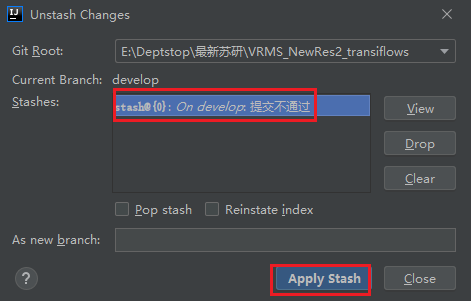 Unstash Changes
Git Root: E:\Deptstop\最新苏研\VRMS_NewRes2_transiflows
Current Branch: develop
Stashes: stash@{0}: On develop: 提交不通过
View
Drop
Clear
Pop stash Reinstate index
As new branch:
? Apply Stash Close